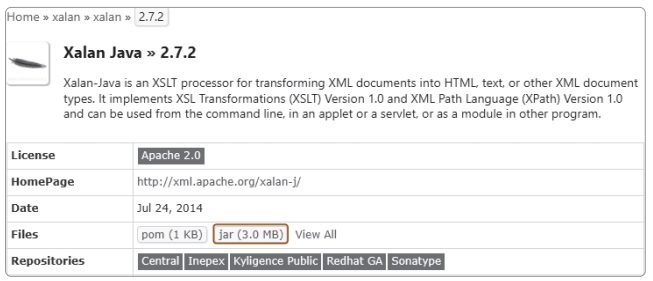 Home » xalan » xalan » 2.7.2
Xalan Java » 2.7.2
Xalan-Java is an XSLT processor for transforming XML documents into HTML, text, or other XML document
types. It implements XSL Transformations (XSLT) Version 1.0 and XML Path Language (XPath) Version 1.0
and can be used from the command line, in an applet or a servlet, or as a module in other program.
License Apache 2.0
HomePage http://xml.apache.org/xalan-j/
Date Jul 24, 2014
Files pom (1 KB) jar (3.0 MB) View All
Repositories Central Inepex Kyligence Public Redhat GA Sonatype